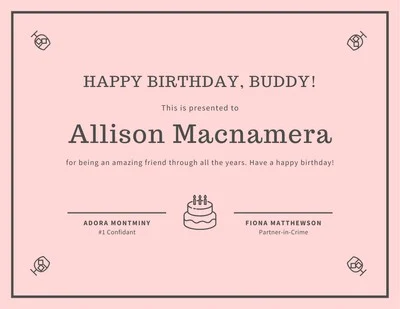 HAPPY BIRTHDAY, BUDDY!
This is presented to
Allison Macnamera
for being an amazing friend through all the years. Have a happy birthday!
ADORA MONTMINY
#1 Confidant
FIONA MATTHEWSON
Partner-in-Crime